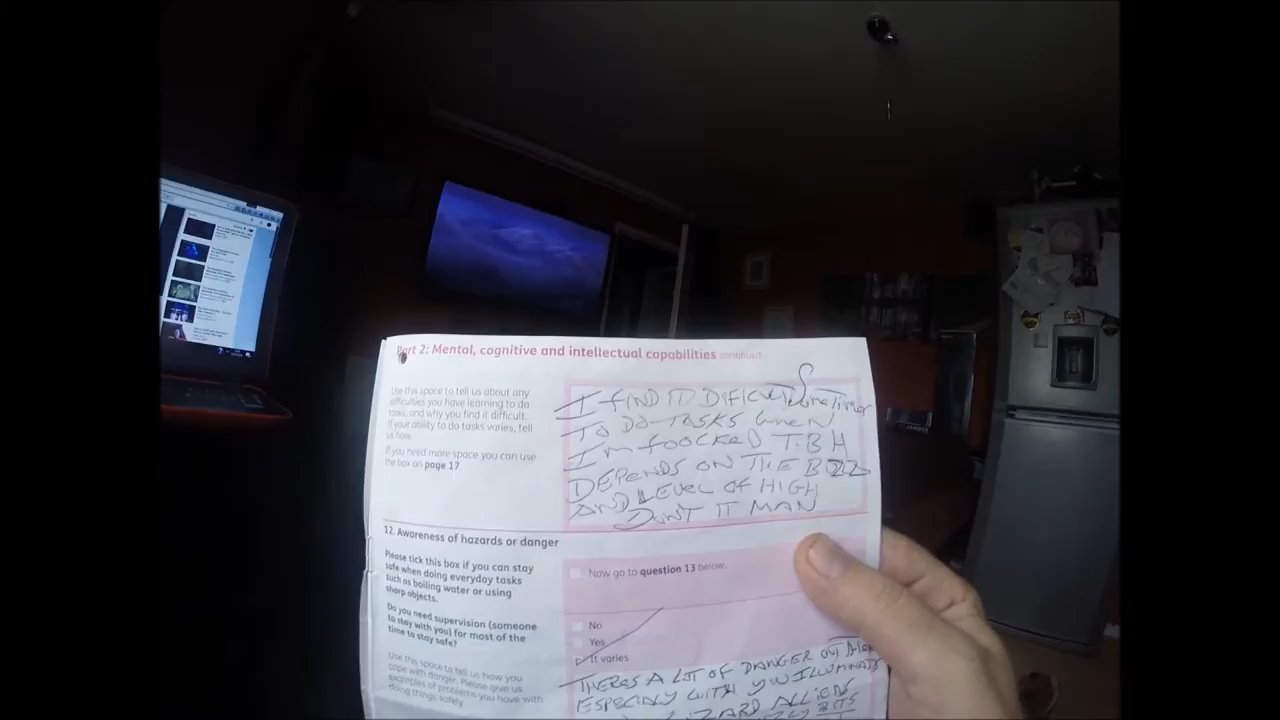 Part 2: Mental, cognitive and intellectual capabilities continued
Use this space to tell us about any
difficulties you have learning to do
tasks, and why you find it difficult.
If your ability to do tasks varies, tell
us how.
If you need more space you can use
the box on page 17
I FIND IT DIFICULT Sometimes
TO DO TASKS WHEN
I'm FOOCKED T.B.H
DEPENDS ON THE BUZZ
AND LEVEL OF HIGH
DON'T IT MAN
12. Awareness of hazards or danger
Please tick this box if you can stay
safe when doing everyday tasks
such as boiling water or using
sharp objects.
Now go to question 13 below.
Do you need supervision (someone
to stay with you) for most of the
time to stay safe?
No
Yes
It varies
Use this space to tell us how you
cope with danger. Please give us
examples of problems you have with
doing things safely
THERES A LOT OF DANGER OUT
ESPECIALY WITH YOU ILLUMINATI
LIZARD ALLIENS
BITS